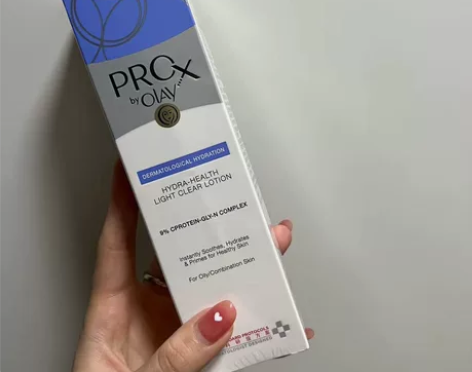 PROX
by OLAY
DERMATOLOGICAL HYDRATION
HYDRA-HEALTH
LIGHT CLEAR LOTION
9% CPROTEIN-GLY-N COMPLEX
Instantly Soothes, Hydrates
& Primes for Healthy Skin
For Oily/Combination Skin